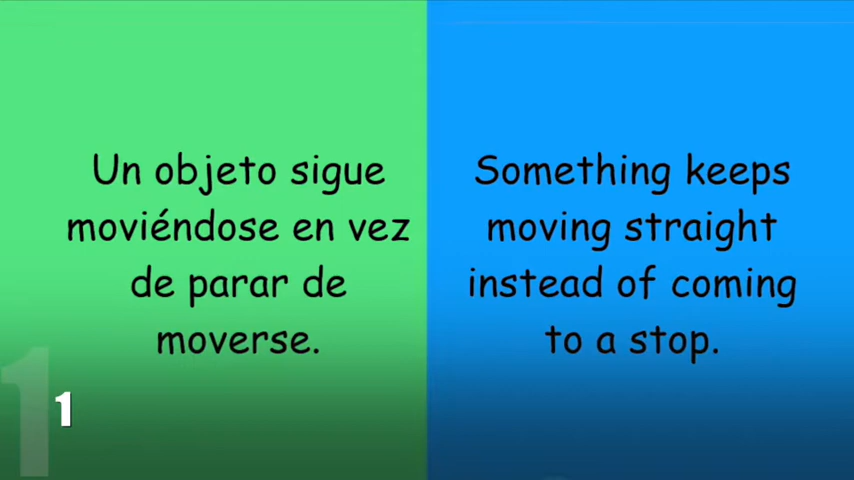 Un objeto sigue
moviéndose en vez
de parar de
moverse.
Something keeps
moving straight
instead of coming
to a stop.
1
1